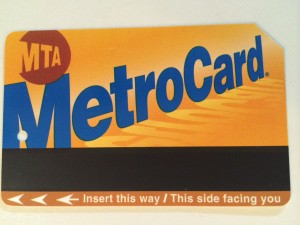 MTA
MetroCard®
Insert this way / This side facing you